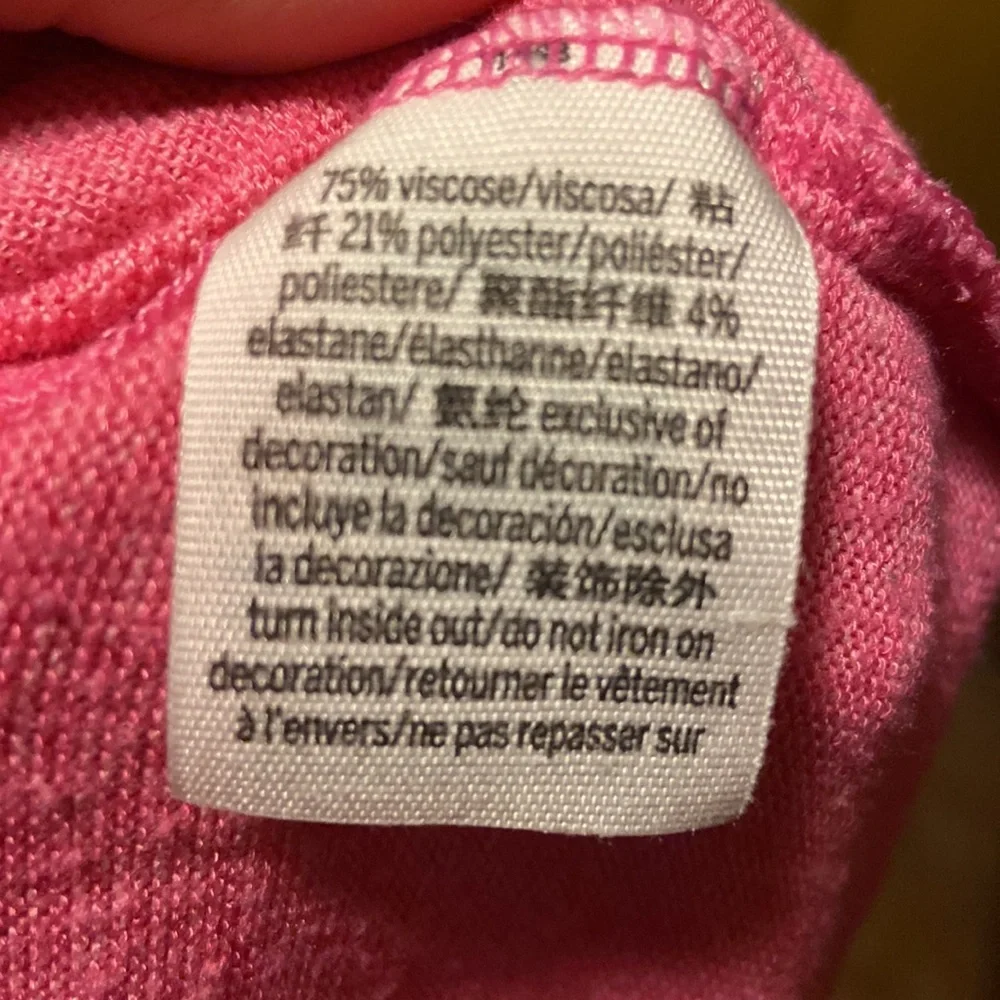 75% viscose/viscosa/ 粘
纤 21% polyester/poliéster/
poliestere/ 聚酯纤维 4%
elastane/élasthanne/elastano/
elastan/ 氨纶 exclusive of
decoration/sauf décoration/no
incluye la decoración/esclusa
la decorazione/ 装饰除外
turn inside out/do not iron on
decoration/retourner le vêtement
à l'envers/ne pas repasser sur